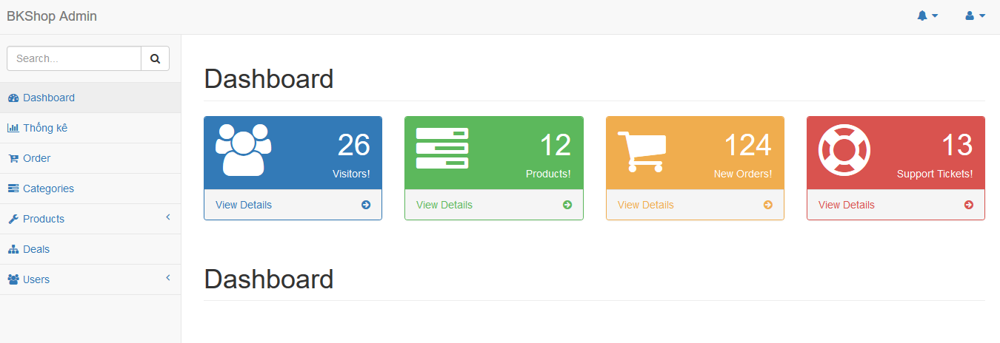 BKShop Admin
Search...
Dashboard
Thống kê
Order
Categories
Products
Deals
Users
Dashboard
26
Visitors!
View Details
12
Products!
View Details
124
New Orders!
View Details
13
Support Tickets!
View Details
Dashboard